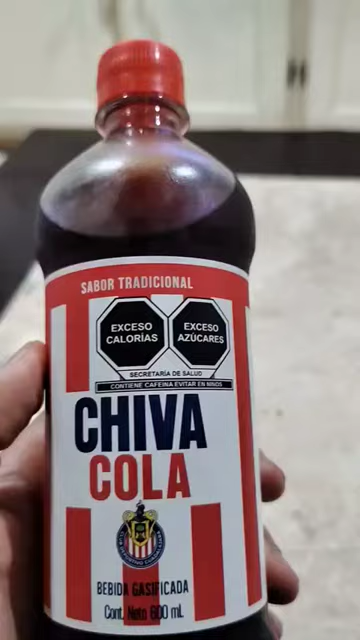 SABOR TRADICIONAL
EXCESO CALORÍAS
EXCESO AZÚCARES
SECRETARÍA DE SALUD
CONTIENE CAFEÍNA EVITAR EN NIÑOS
CHIVA
COLA
BEBIDA GASIFICADA
Cont. Neto 600 mL